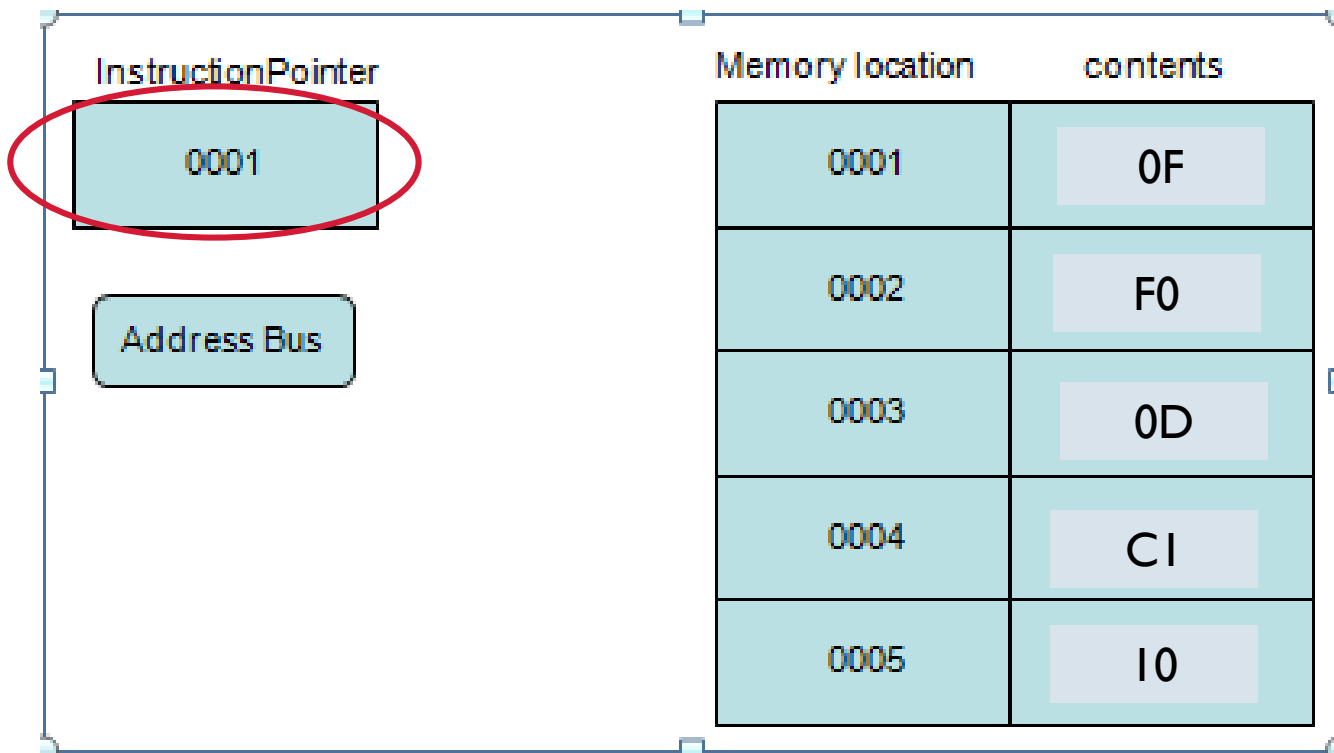 InstructionPointer
0001
Address Bus
Memory location contents
0001 0F
0002 F0
0003 0D
0004 C1
0005 10